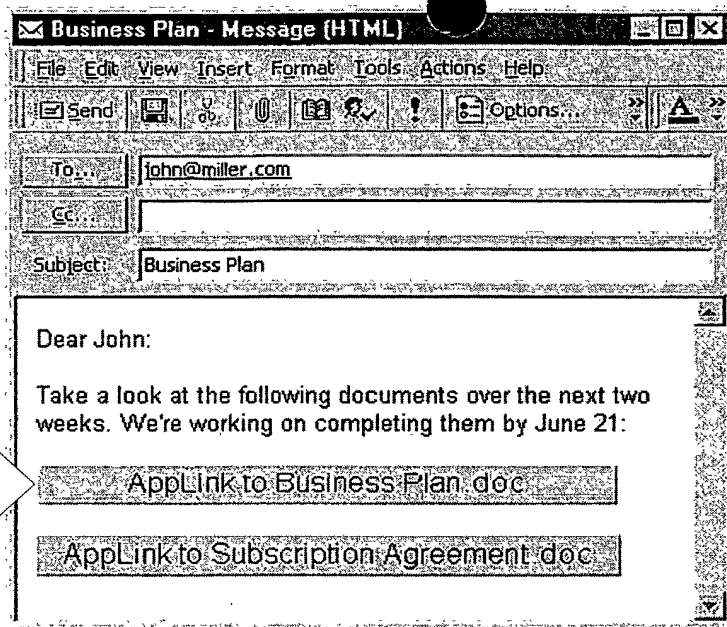 Business Plan - Message (HTML)
File Edit View Insert Format Tools Actions Help
Send Options... A
To... john@miller.com
Cc...
Subject: Business Plan
Dear John:
Take a look at the following documents over the next two
weeks. We're working on completing them by June 21:
AppLink to Business Plan.doc
AppLink to Subscription Agreement.doc